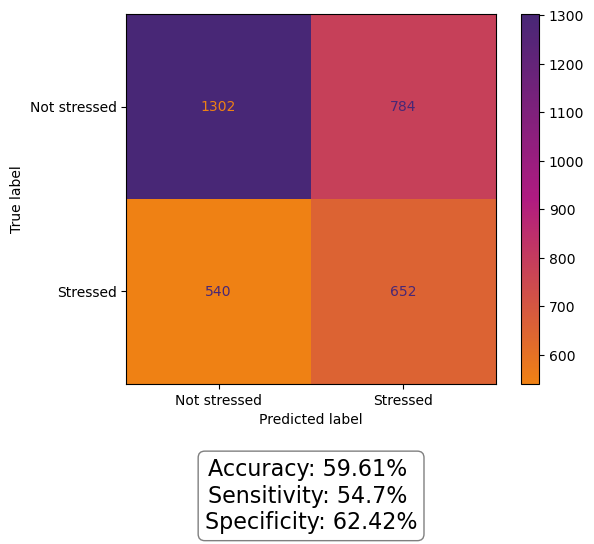 Not stressed
1302
784
Stressed
540
652
Not stressed
Stressed
True label
Predicted label
1300
1200
1100
1000
900
800
700
600
Accuracy: 59.61%
Sensitivity: 54.7%
Specificity: 62.42%